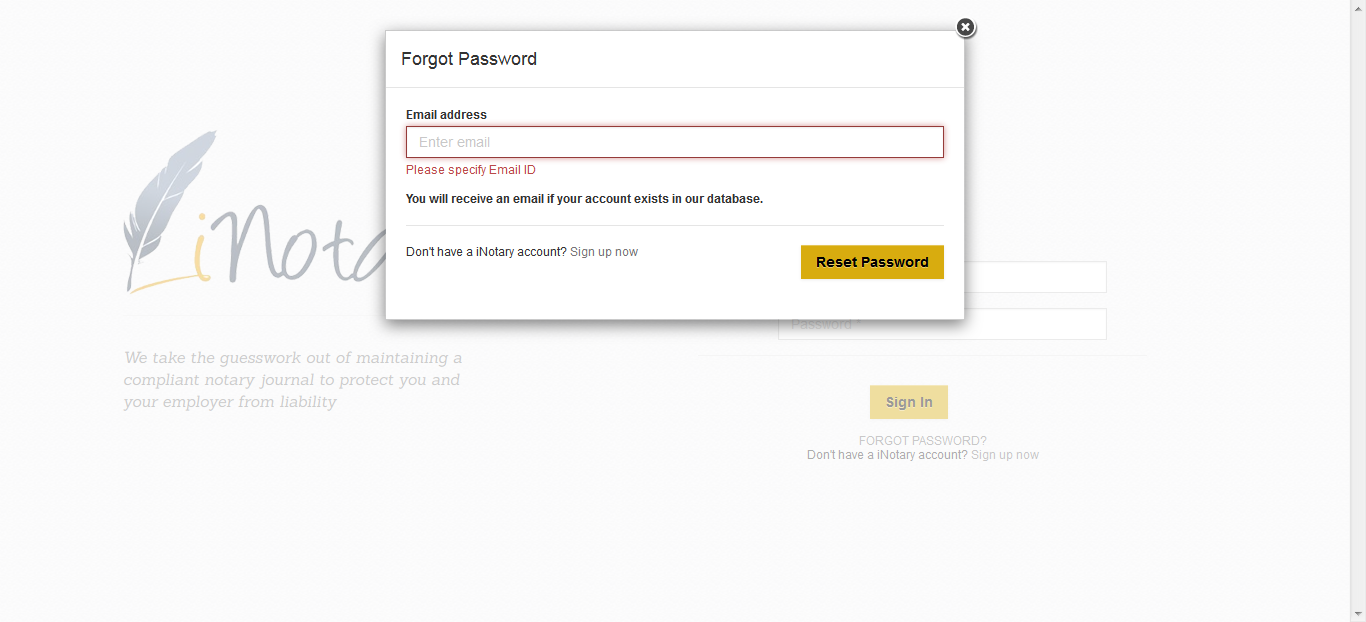 Forgot Password
Email address
Enter email
Please specify Email ID
You will receive an email if your account exists in our database.
Don't have a iNotary account? Sign up now
Reset Password
iNota
Password *
We take the guesswork out of maintaining a
compliant notary journal to protect you and
your employer from liability
Sign In
FORGOT PASSWORD?
Don't have a iNotary account? Sign up now